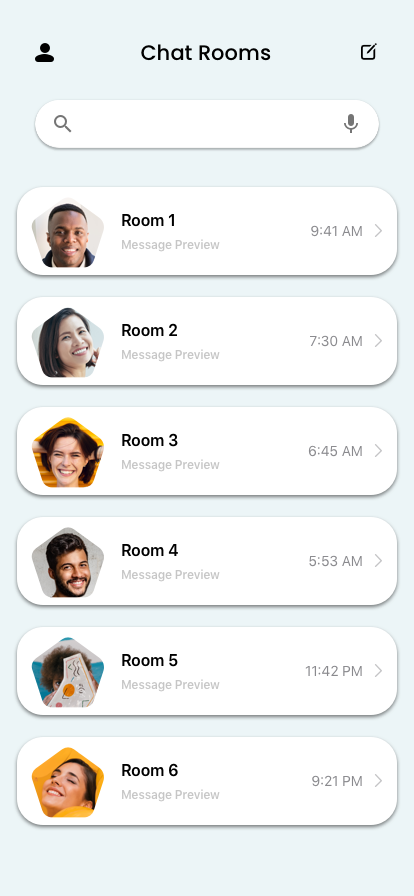 Chat Rooms
Room 1
9:41 AM
Message Preview
Room 2
7:30 AM
Message Preview
Room 3
6:45 AM
Message Preview
Room 4
5:53 AM
Message Preview
Room 5
11:42 PM
Message Preview
Room 6
9:21 PM
Message Preview